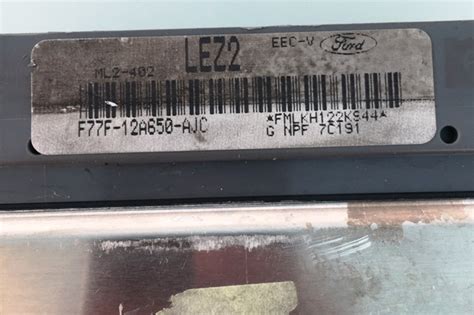 LEZ2 EEC-V Ford
ML2-402
F77F-12A650-AJC *FMLKH122K944*
G NPF 7C191